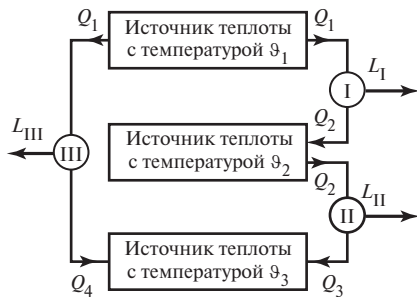 Q₁
Источник теплоты
с температурой ϑ₁
Q₁
L_I
I
Q₂
L_III
III
Источник теплоты
с температурой ϑ₂
Q₂
L_II
II
Источник теплоты
с температурой ϑ₃
Q₄
Q₃